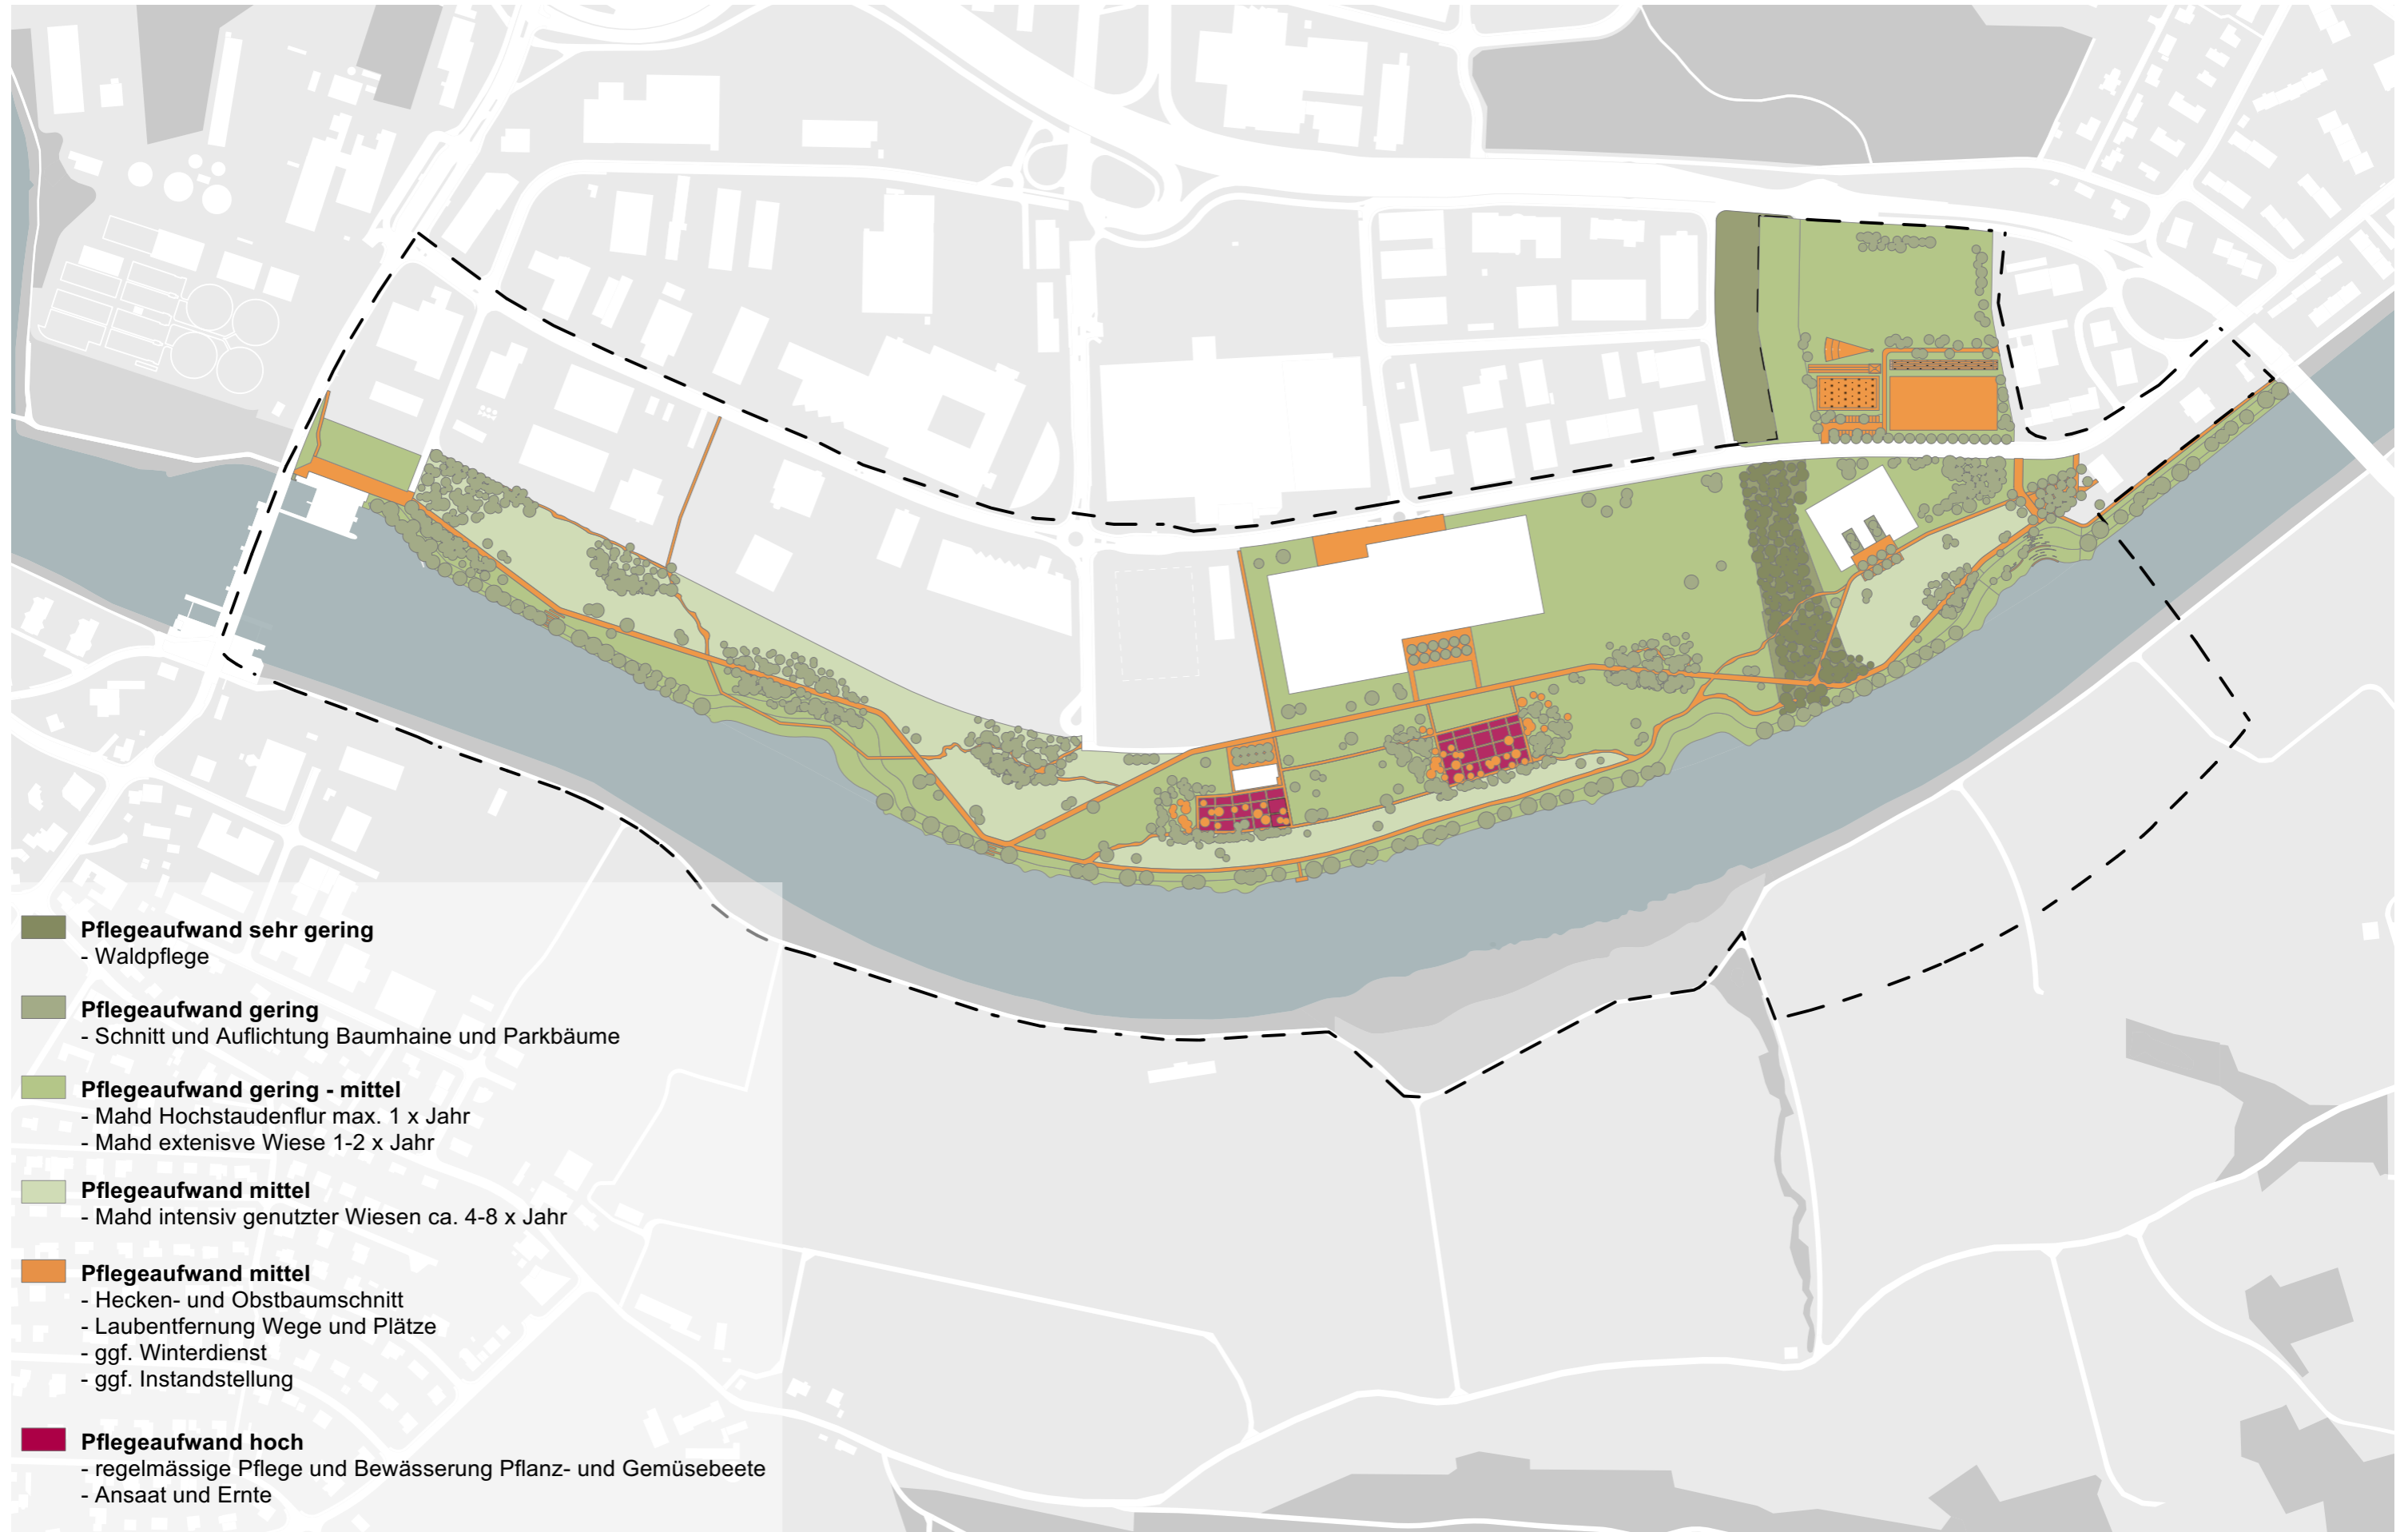 Pflegeaufwand sehr gering
- Waldpflege
Pflegeaufwand gering
- Schnitt und Auflichtung Baumhaine und Parkbäume
Pflegeaufwand gering - mittel
- Mahd Hochstaudenflur max. 1 x Jahr
- Mahd extenisve Wiese 1-2 x Jahr
Pflegeaufwand mittel
- Mahd intensiv genutzter Wiesen ca. 4-8 x Jahr
Pflegeaufwand mittel
- Hecken- und Obstbaumschnitt
- Laubentfernung Wege und Plätze
- ggf. Winterdienst
- ggf. Instandstellung
Pflegeaufwand hoch
- regelmässige Pflege und Bewässerung Pflanz- und Gemüsebeete
- Ansaat und Ernte